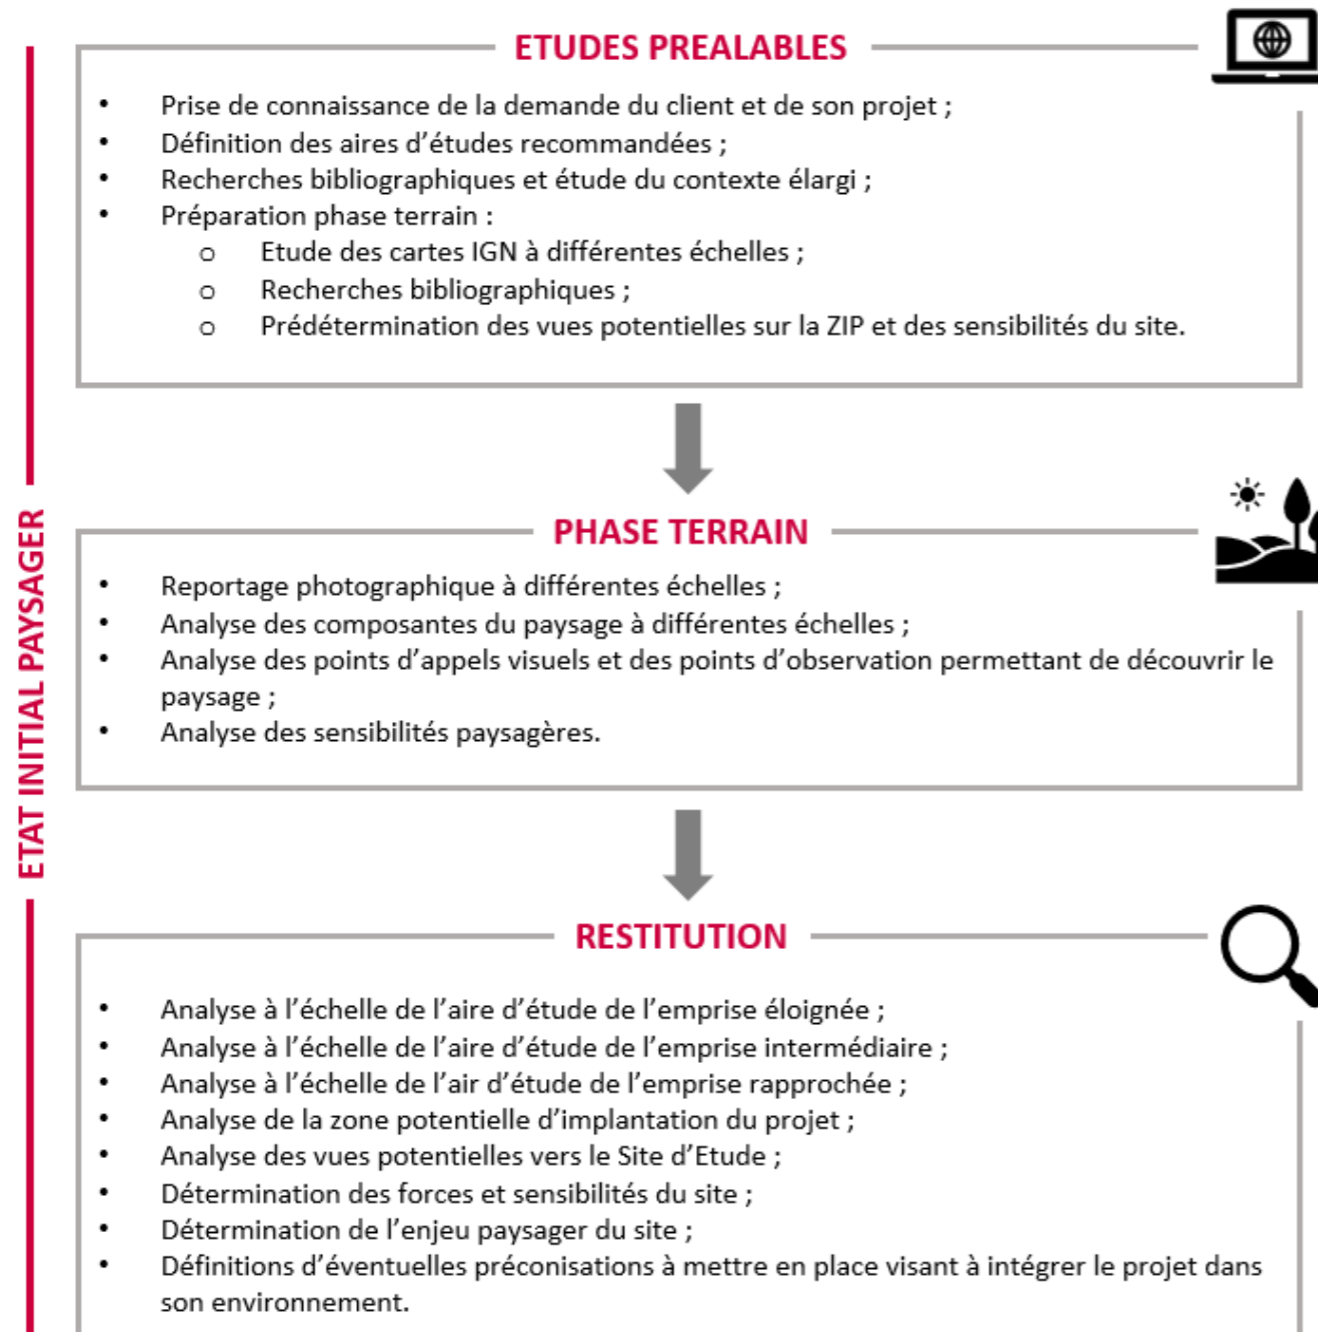 ETAT INITIAL PAYSAGER
ETUDES PREALABLES
• Prise de connaissance de la demande du client et de son projet ;
• Définition des aires d’études recommandées ;
• Recherches bibliographiques et étude du contexte élargi ;
• Préparation phase terrain :
o Etude des cartes IGN à différentes échelles ;
o Recherches bibliographiques ;
o Prédétermination des vues potentielles sur la ZIP et des sensibilités du site.
PHASE TERRAIN
• Reportage photographique à différentes échelles ;
• Analyse des composantes du paysage à différentes échelles ;
• Analyse des points d’appels visuels et des points d’observation permettant de découvrir le
paysage ;
• Analyse des sensibilités paysagères.
RESTITUTION
• Analyse à l’échelle de l’aire d’étude de l’emprise éloignée ;
• Analyse à l’échelle de l’aire d’étude de l’emprise intermédiaire ;
• Analyse à l’échelle de l’air d’étude de l’emprise rapprochée ;
• Analyse de la zone potentielle d’implantation du projet ;
• Analyse des vues potentielles vers le Site d’Etude ;
• Détermination des forces et sensibilités du site ;
• Détermination de l’enjeu paysager du site ;
• Définitions d’éventuelles préconisations à mettre en place visant à intégrer le projet dans
son environnement.